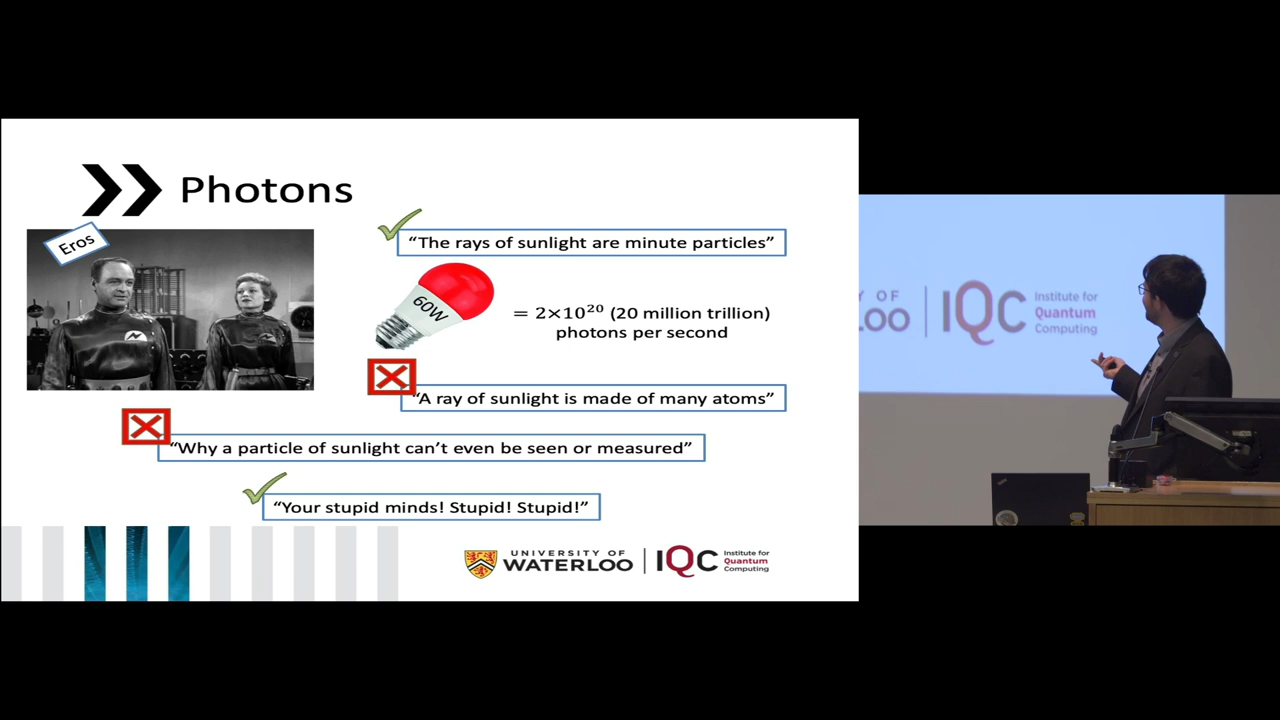 Photons
Eros
“The rays of sunlight are minute particles”
60W
= 2×10²⁰ (20 million trillion)
photons per second
“A ray of sunlight is made of many atoms”
“Why a particle of sunlight can’t even be seen or measured”
“Your stupid minds! Stupid! Stupid!”
UNIVERSITY OF
WATERLOO
IQC
Institute for
Quantum
Computing
Y OF
LOO
IQC
Institute for
Quantum
Computing